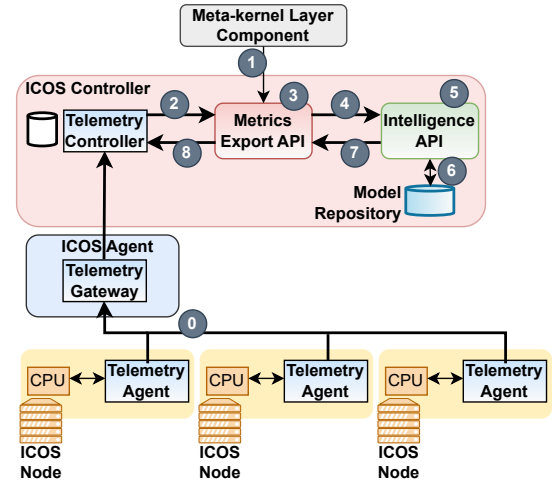 Meta-kernel Layer
Component
1
ICOS Controller
2
3
4
5
Telemetry
Controller
Metrics
Export API
Intelligence
API
8
7
6
Model
Repository
ICOS Agent
Telemetry
Gateway
0
CPU
Telemetry
Agent
CPU
Telemetry
Agent
CPU
Telemetry
Agent
ICOS
Node
ICOS
Node
ICOS
Node